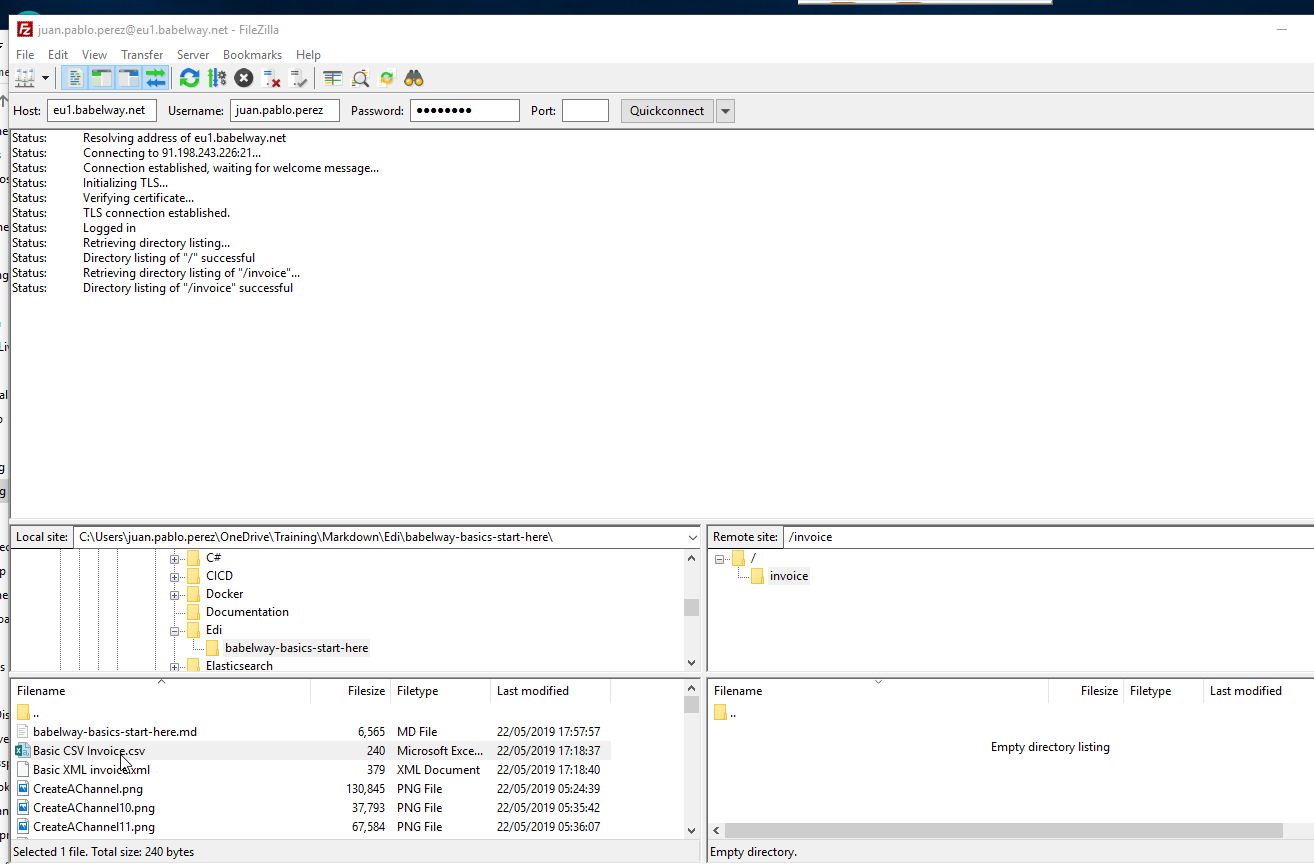 juan.pablo.perez@eu1.babelway.net - FileZilla
File Edit View Transfer Server Bookmarks Help
Host: eu1.babelway.net Username: juan.pablo.perez Password: ●●●●●●●● Port: Quickconnect
Status: Resolving address of eu1.babelway.net
Status: Connecting to 91.198.243.226:21...
Status: Connection established, waiting for welcome message...
Status: Initializing TLS...
Status: Verifying certificate...
Status: TLS connection established.
Status: Logged in
Status: Retrieving directory listing...
Status: Directory listing of "/" successful
Status: Retrieving directory listing of "/invoice"...
Status: Directory listing of "/invoice" successful
Local site: C:\Users\juan.pablo.perez\OneDrive\Training\Markdown\Edi\babelway-basics-start-here\
C#
CICD
Docker
Documentation
Edi
babelway-basics-start-here
Elasticsearch
Remote site: /invoice
/
invoice
Filename Filesize Filetype Last modified
..
babelway-basics-start-here.md 6,565 MD File 22/05/2019 17:57:57
Basic CSV Invoice.csv 240 Microsoft Exce... 22/05/2019 17:18:37
Basic XML invoice.xml 379 XML Document 22/05/2019 17:18:40
CreateAChannel.png 130,845 PNG File 22/05/2019 05:24:39
CreateAChannel10.png 37,793 PNG File 22/05/2019 05:35:42
CreateAChannel11.png 67,584 PNG File 22/05/2019 05:36:07
Selected 1 file. Total size: 240 bytes
Filename Filesize Filetype Last modified
..
Empty directory listing
Empty directory.